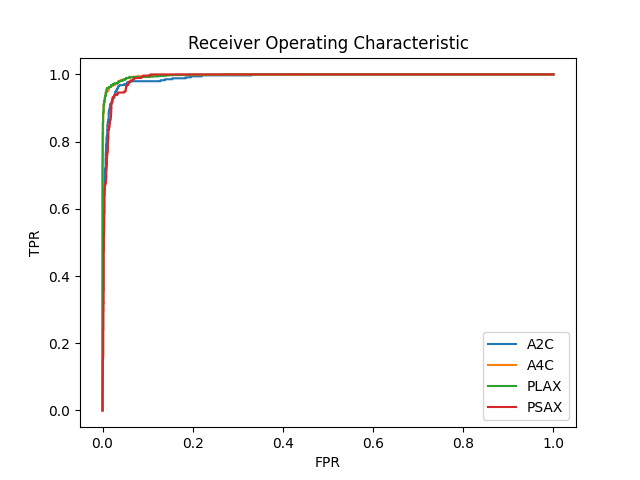 Receiver Operating Characteristic
TPR
1.0
0.8
0.6
0.4
0.2
0.0
A2C
A4C
PLAX
PSAX
0.0 0.2 0.4 0.6 0.8 1.0
FPR